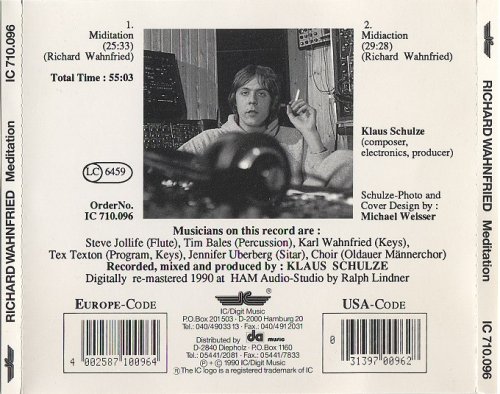 RICHARD WAHNFRIED Meditation IC 710.096
1.
Miditation
(25:33)
(Richard Wahnfried)
Total Time : 55:03
2.
Midiaction
(29:28)
(Richard Wahnfried)
Klaus Schulze
(composer,
electronics, producer)
LC 6459
OrderNo.
IC 710.096
Schulze-Photo and
Cover Design by :
Michael Weisser
Musicians on this record are :
Steve Jollife (Flute), Tim Bales (Percussion), Karl Wahnfried (Keys),
Tex Texton (Program, Keys), Jennifer Uberberg (Sitar), Choir (Oldauer Männerchor)
Recorded, mixed and produced by : KLAUS SCHULZE
Digitally re-mastered 1990 at HAM Audio-Studio by Ralph Lindner
EUROPE-CODE
4 002587 100964
IC
IC/Digit Music
P.O.Box 201503 - D-2000 Hamburg 20
Tel.: 040/490 33 13 · Fax: 040/491 2031
Distributed by
da music
D-2840 Diepholz · P.O.Box 1160
Tel.: 05441/2081 · Fax: 05441/7833
Ⓟ + © 1990 IC/Digit Music
Ⓡ The IC logo is a registered trademark of IC
USA-CODE
0 31397 00962
RICHARD WAHNFRIED Meditation IC 710.096